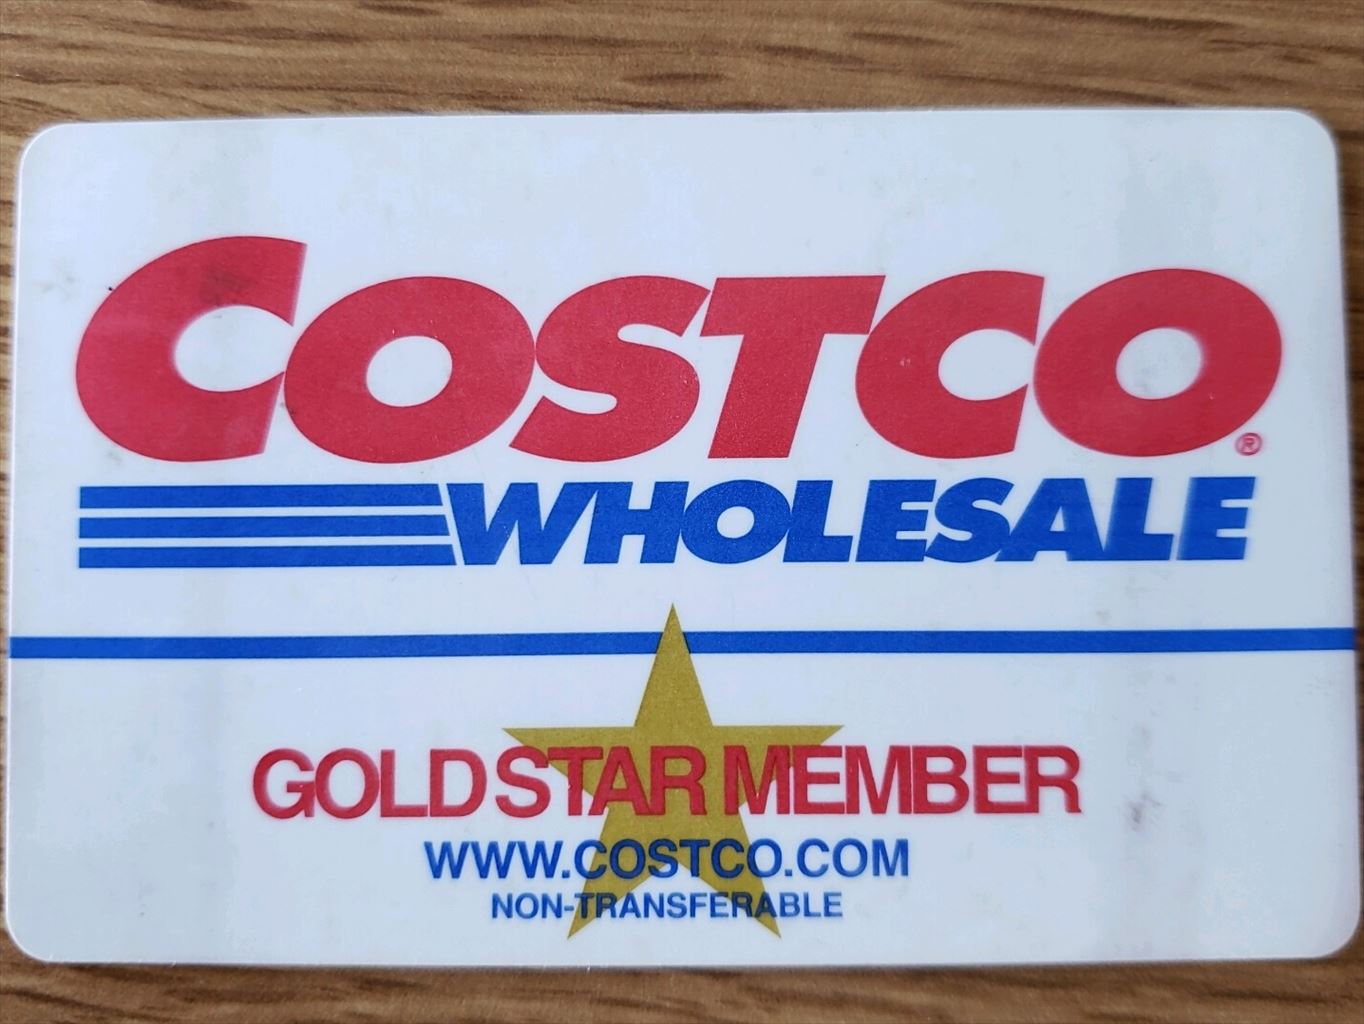 COSTCO®
WHOLESALE
GOLD STAR MEMBER
WWW.COSTCO.COM
NON-TRANSFERABLE